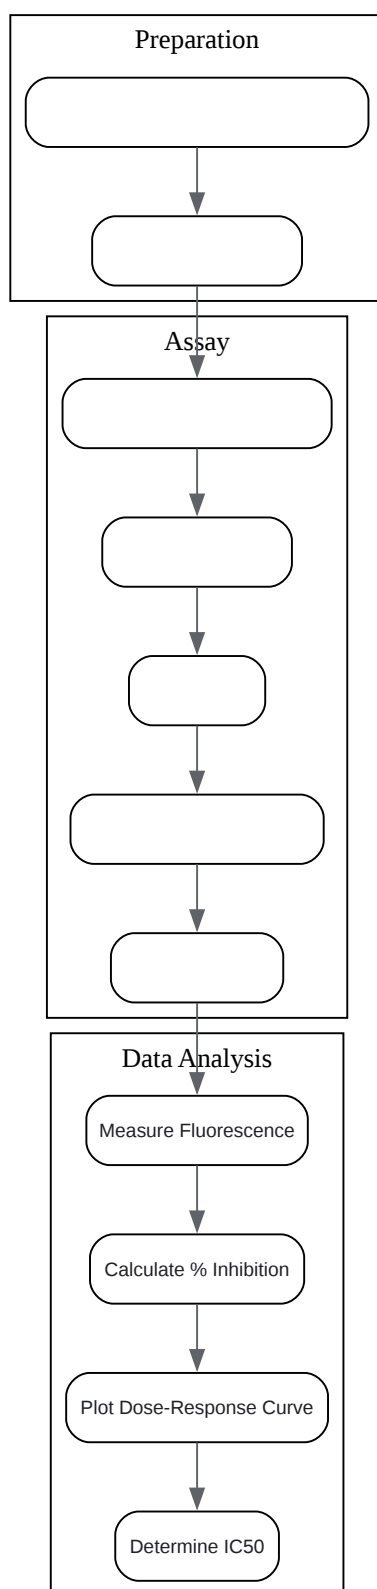 Preparation
Assay
Data Analysis
Measure Fluorescence
Calculate % Inhibition
Plot Dose-Response Curve
Determine IC50